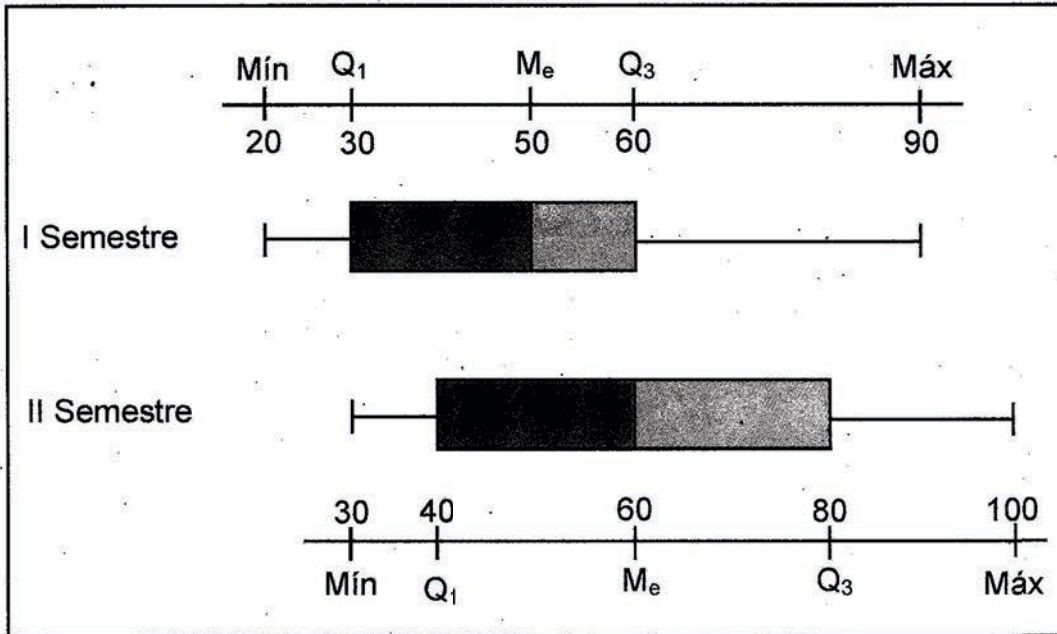 Mín Q₁ Mₑ Q₃ Máx
20 30 50 60 90
I Semestre
II Semestre
30 40 60 80 100
Mín Q₁ Mₑ Q₃ Máx